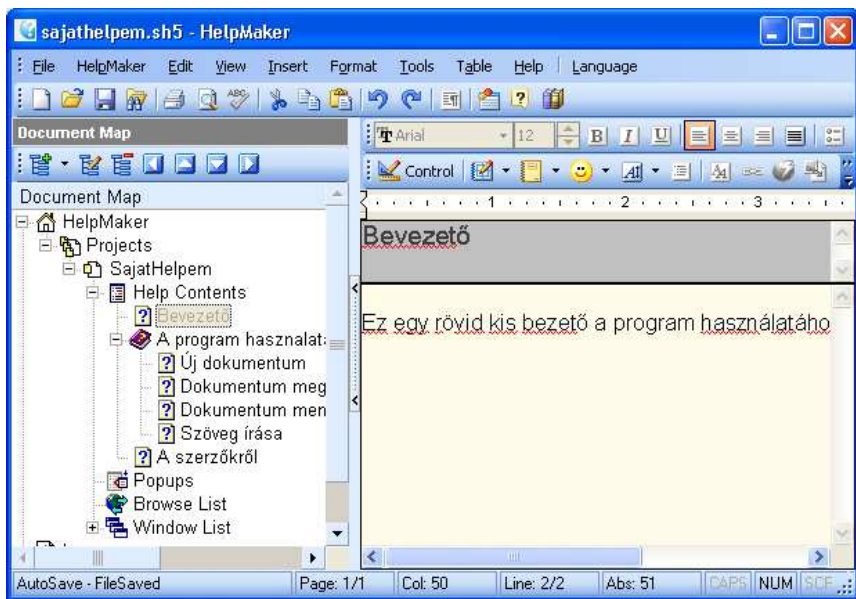 sajathelpem.sh5 - HelpMaker
File HelpMaker Edit View Insert Format Tools Table Help Language
Document Map
Arial 12 B I U
Control
Document Map
1 2 3
HelpMaker
Projects
SajatHelpem
Help Contents
Bevezető
A program hasznalat
Új dokumentum
Dokumentum meg
Dokumentum men
Szöveg írása
A szerzőkről
Popups
Browse List
Window List
Bevezető
Ez egy rövid kis bezető a program használatáho
AutoSave - FileSaved Page: 1/1 Col: 50 Line: 2/2 Abs: 51 CAPS NUM